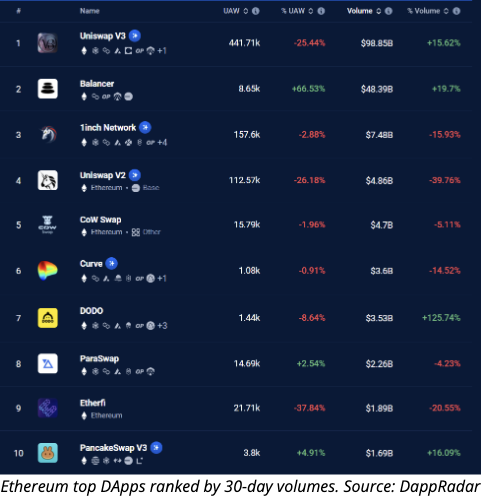 # Name UAW % UAW Volume % Volume
1 Uniswap V3 441.71k -25.44% $98.85B +15.62%
GP +1
2 Balancer 8.65k +66.53% $48.39B +19.7%
GP
3 1inch Network 157.6k -2.88% $7.48B -15.93%
GP +4
4 Uniswap V2 112.57k -26.18% $4.86B -39.76%
Ethereum • Base
5 CoW Swap 15.79k -1.96% $4.7B -5.11%
Ethereum • Other
6 Curve 1.08k -0.91% $3.6B -14.52%
GP +1
7 DODO 1.44k -8.64% $3.53B +125.74%
GP +3
8 ParaSwap 14.69k +2.54% $2.26B -4.23%
GP
9 Etherfi 21.71k -37.84% $1.89B -20.55%
Ethereum
10 PancakeSwap V3 3.8k +4.91% $1.69B +16.09%
Ethereum top DApps ranked by 30-day volumes. Source: DappRadar